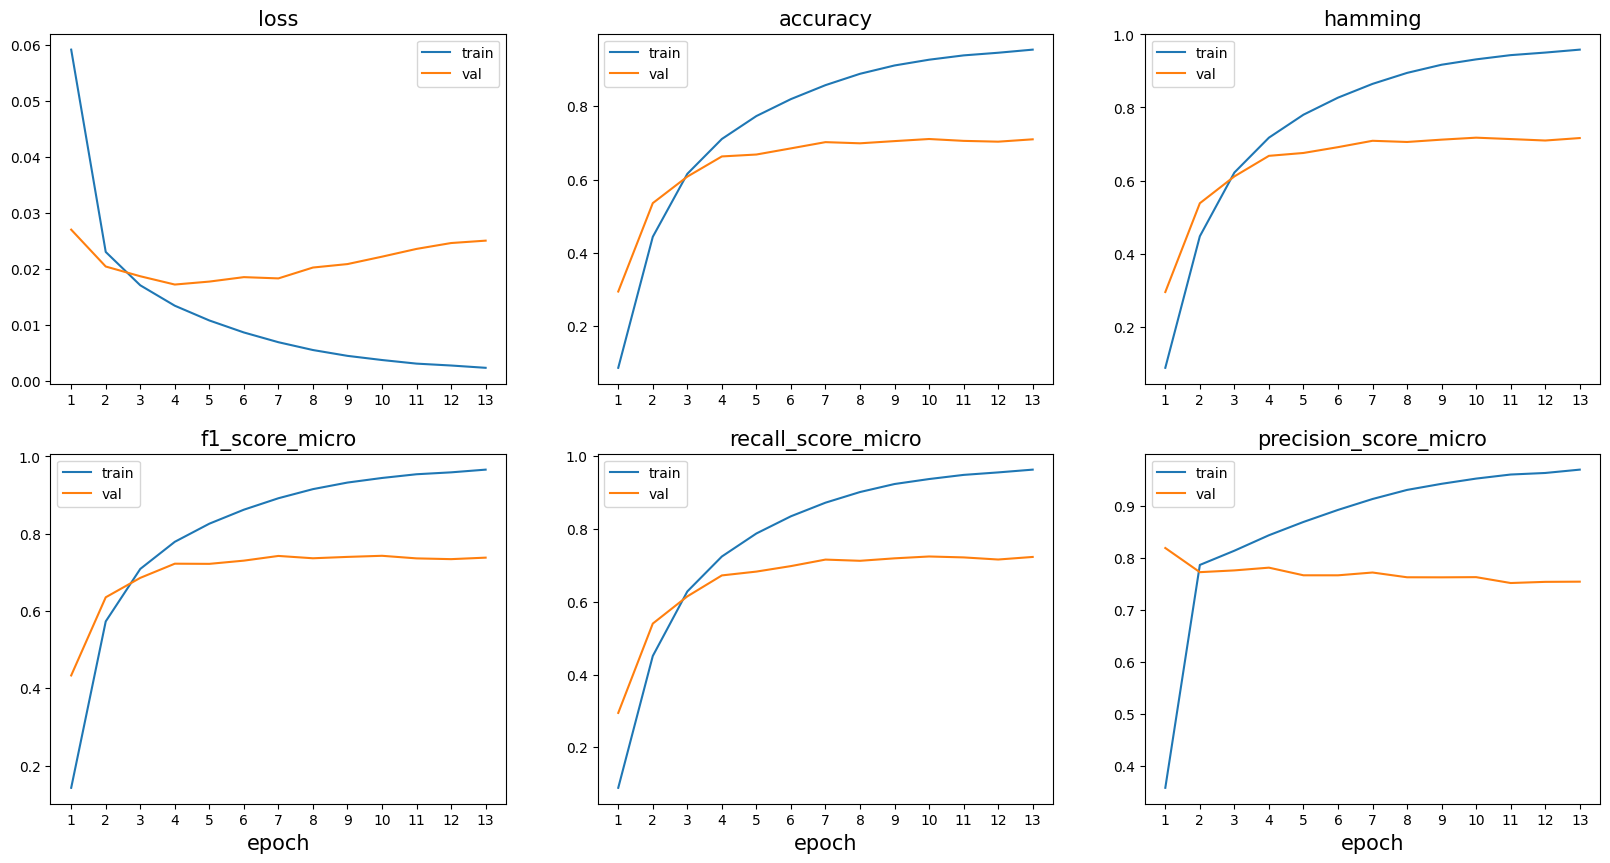 loss
train
val
0.06
0.05
0.04
0.03
0.02
0.01
0.00
1 2 3 4 5 6 7 8 9 10 11 12 13
accuracy
train
val
0.8
0.6
0.4
0.2
1 2 3 4 5 6 7 8 9 10 11 12 13
hamming
train
val
1.0
0.8
0.6
0.4
0.2
1 2 3 4 5 6 7 8 9 10 11 12 13
f1_score_micro
train
val
1.0
0.8
0.6
0.4
0.2
1 2 3 4 5 6 7 8 9 10 11 12 13
epoch
recall_score_micro
train
val
1.0
0.8
0.6
0.4
0.2
1 2 3 4 5 6 7 8 9 10 11 12 13
epoch
precision_score_micro
train
val
0.9
0.8
0.7
0.6
0.5
0.4
1 2 3 4 5 6 7 8 9 10 11 12 13
epoch